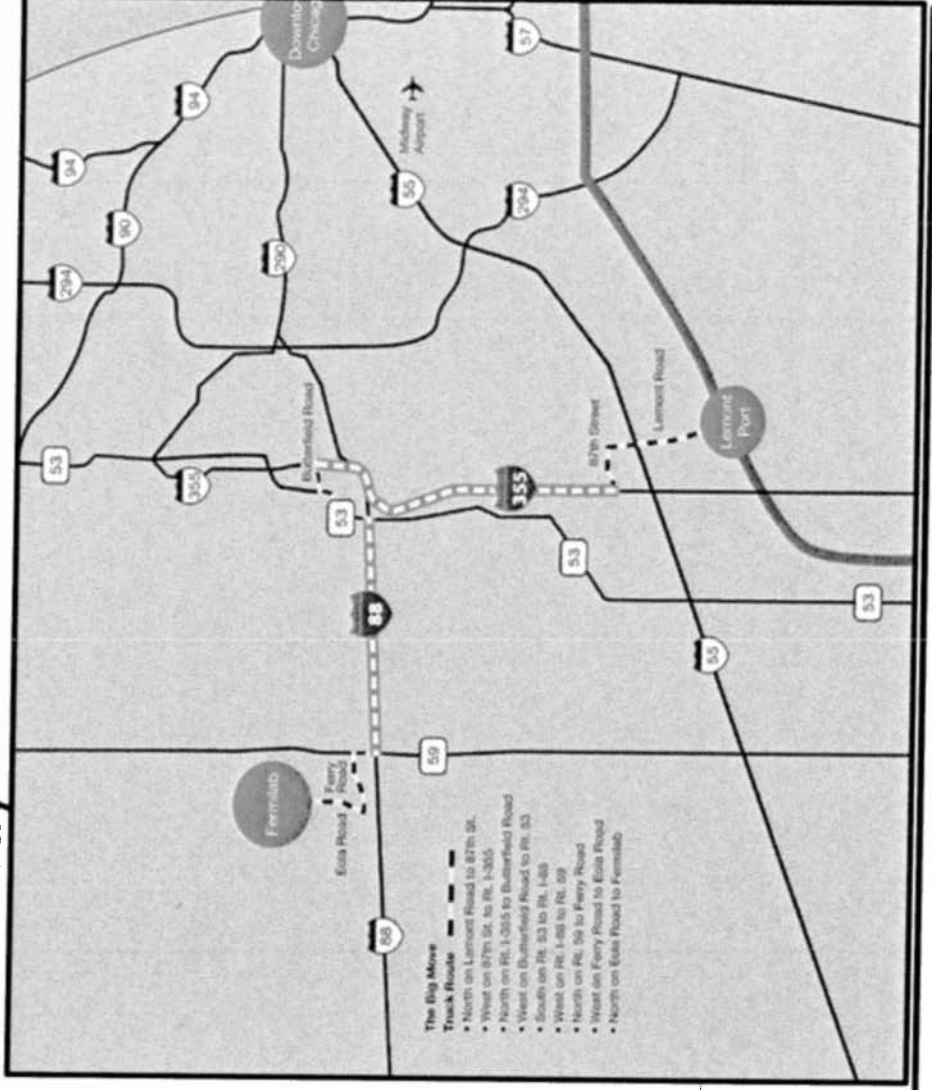 53
294
94
90
355
94
Fermilab
290
Downto
Chicago
Butterfield Road
Ferry
Road
Eola Road
53
88
88
Midway
Airport
55
59
The Big Move
Truck Route
• North on Lemont Road to 87th St.
• West on 87th St. to Rt. I-355
• North on Rt. I-355 to Butterfield Road
• West on Butterfield Road to Rt. 53
• South on Rt. 53 to Rt. I-88
• West on Rt. I-88 to Rt. 59
• North on Rt. 59 to Ferry Road
• West on Ferry Road to Eola Road
• North on Eola Road to Fermilab
355
294
57
53
87th Street
Lemont Road
55
Lemont
Port
53